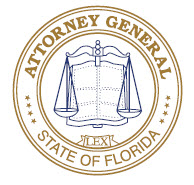 ATTORNEY GENERAL
LEX
STATE OF FLORIDA